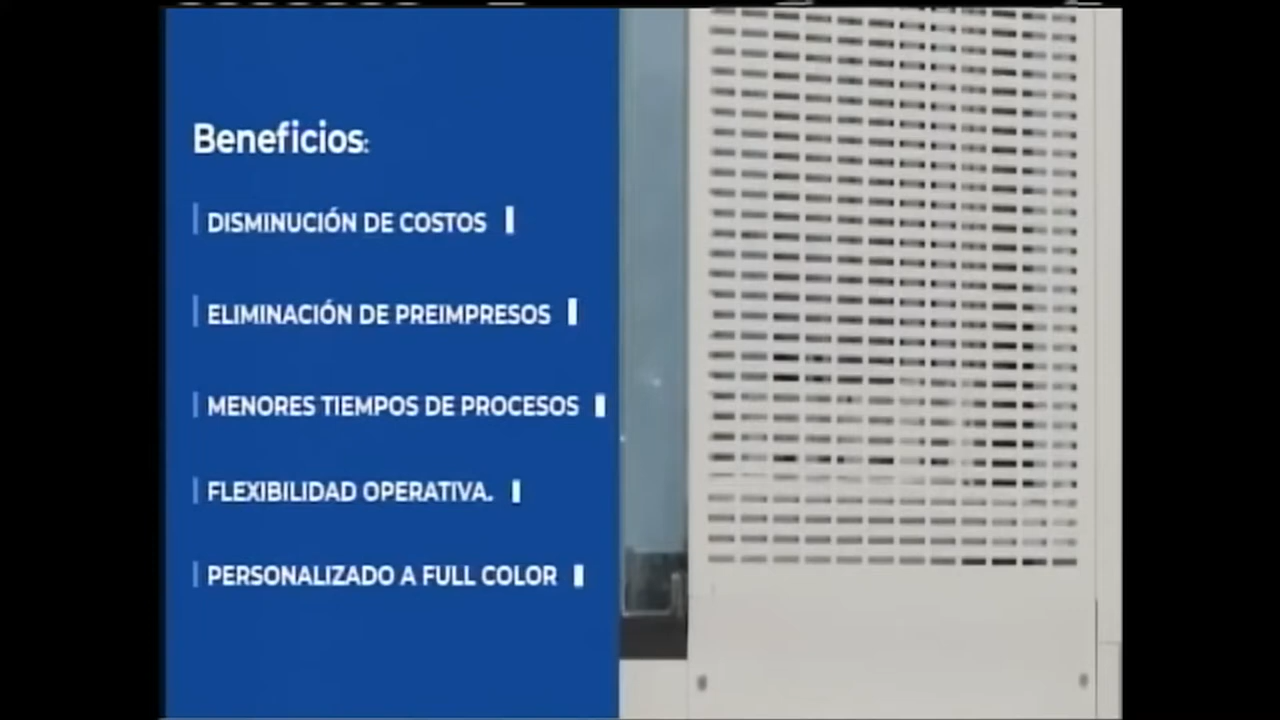 Beneficios:
DISMINUCIÓN DE COSTOS
ELIMINACIÓN DE PREIMPRESOS
MENORES TIEMPOS DE PROCESOS
FLEXIBILIDAD OPERATIVA.
PERSONALIZADO A FULL COLOR